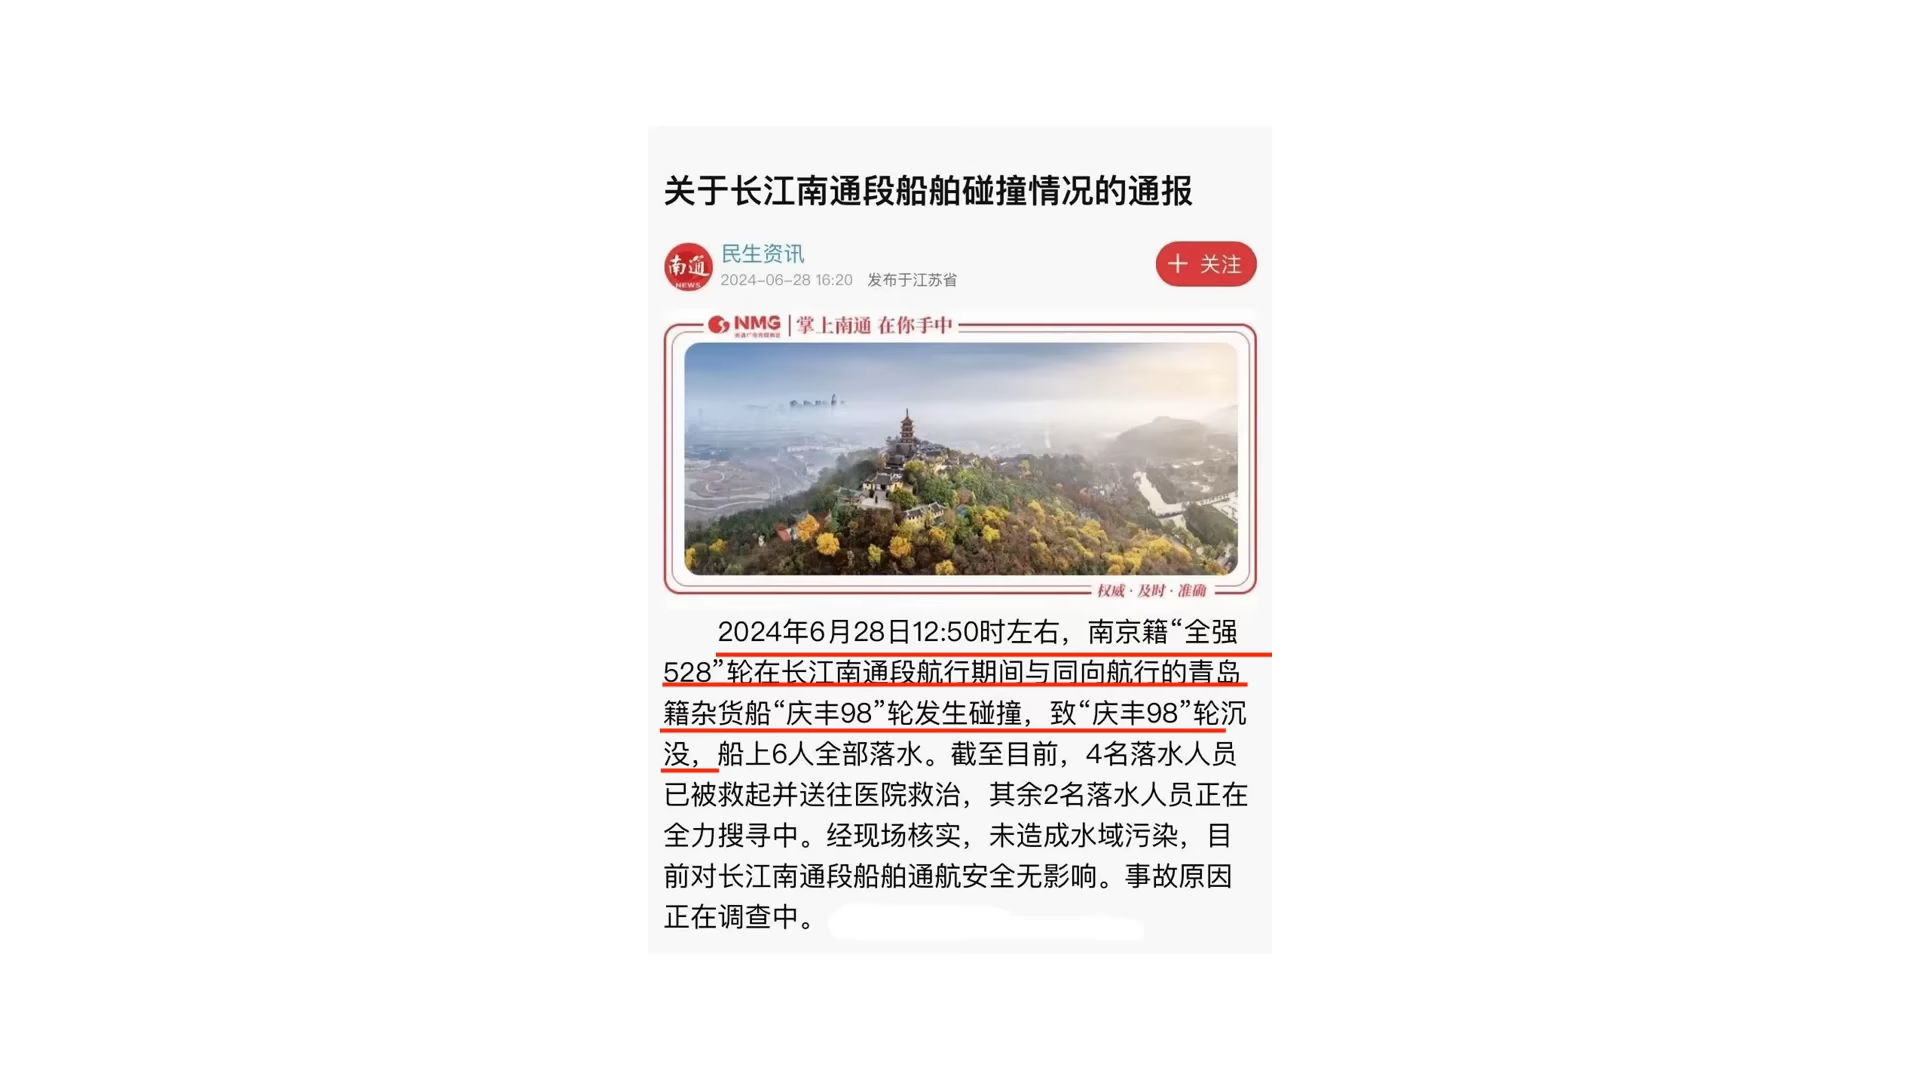 关于长江南通段船舶碰撞情况的通报
南通
NEWS
民生资讯
2024-06-28 16:20 发布于江苏省
+ 关注
NMG 掌上南通 在你手中
权威·及时·准确
2024年6月28日12:50时左右，南京籍“全强
528”轮在长江南通段航行期间与同向航行的青岛
籍杂货船“庆丰98”轮发生碰撞，致“庆丰98”轮沉
没，船上6人全部落水。截至目前，4名落水人员
已被救起并送往医院救治，其余2名落水人员正在
全力搜寻中。经现场核实，未造成水域污染，目
前对长江南通段船舶通航安全无影响。事故原因
正在调查中。